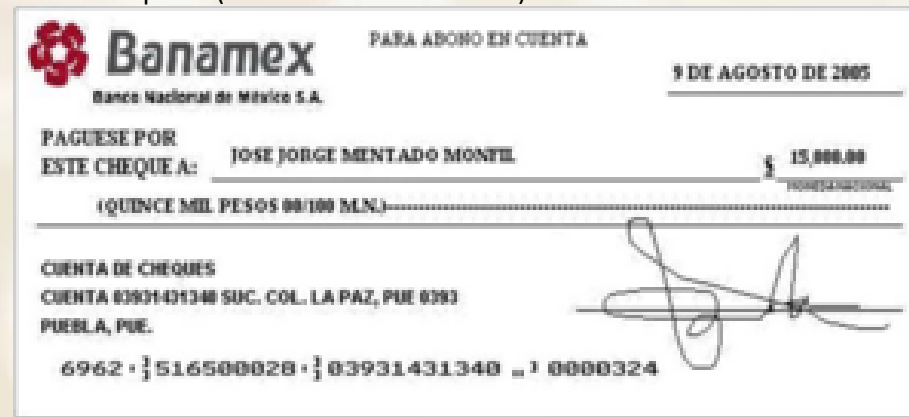 Banamex
Banco Nacional de México S.A.
PARA ABONO EN CUENTA
9 DE AGOSTO DE 2005
PAGUESE POR
ESTE CHEQUE A: JOSE JORGE MENTADO MONFIL $ 15,000.00
MONEDA NACIONAL
(QUINCE MIL PESOS 00/100 M.N.)
CUENTA DE CHEQUES
CUENTA 03931431340 SUC. COL. LA PAZ, PUE 0393
PUEBLA, PUE.
6962 516500028 03931431340 0000324